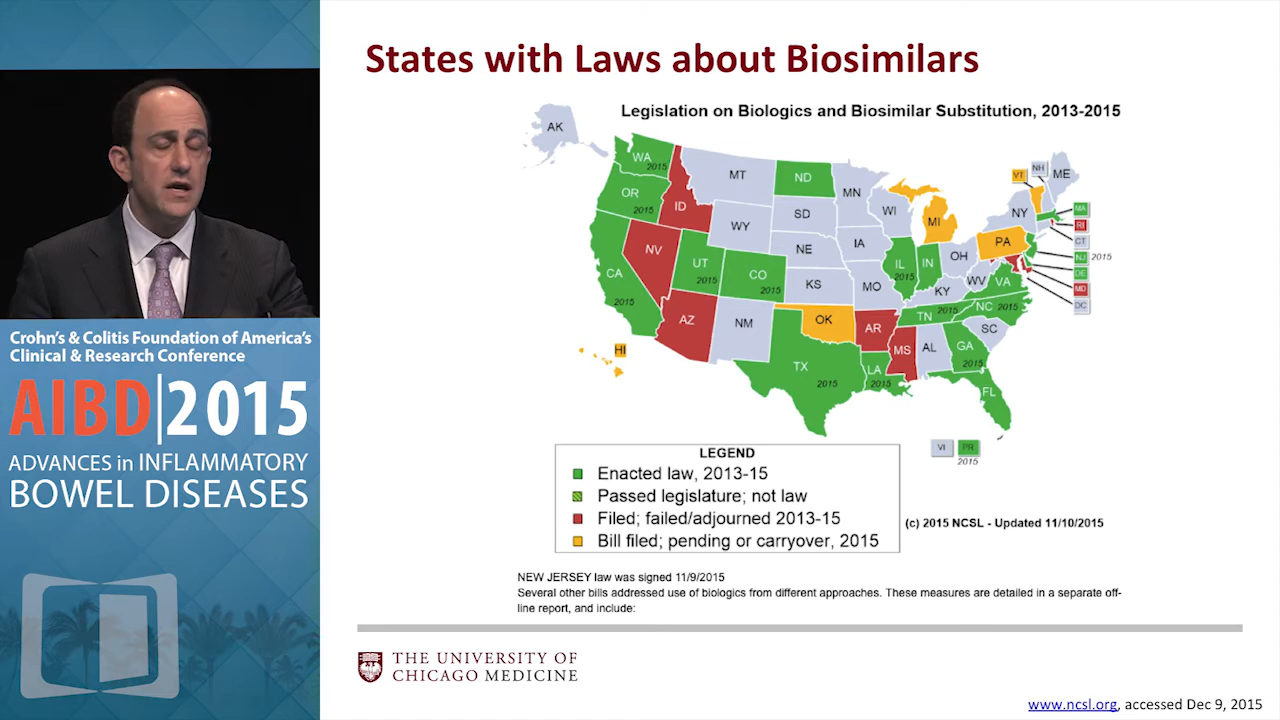 States with Laws about Biosimilars
Legislation on Biologics and Biosimilar Substitution, 2013-2015
AK
WA
2015
OR
2015
CA
2015
ID
NV
MT
WY
UT
2015
CO
2015
AZ
NM
ND
SD
NE
KS
OK
TX
2015
MN
IA
MO
AR
LA
2015
WI
IL
2015
MI
IN
OH
KY
TN
2015
MS
AL
GA
2015
FL
SC
NC 2015
VA
WV
PA
NY
VT
NH
ME
MA
RI
CT
NJ 2015
DE
MD
DC
HI
VI
PR
2015
LEGEND
Enacted law, 2013-15
Passed legislature; not law
Filed; failed/adjourned 2013-15
Bill filed; pending or carryover, 2015
(c) 2015 NCSL - Updated 11/10/2015
NEW JERSEY law was signed 11/9/2015
Several other bills addressed use of biologics from different approaches. These measures are detailed in a separate off-
line report, and include:
THE UNIVERSITY OF
CHICAGO MEDICINE
www.ncsl.org, accessed Dec 9, 2015
Crohn's & Colitis Foundation of America's
Clinical & Research Conference
AIBD|2015
ADVANCES in INFLAMMATORY
BOWEL DISEASES